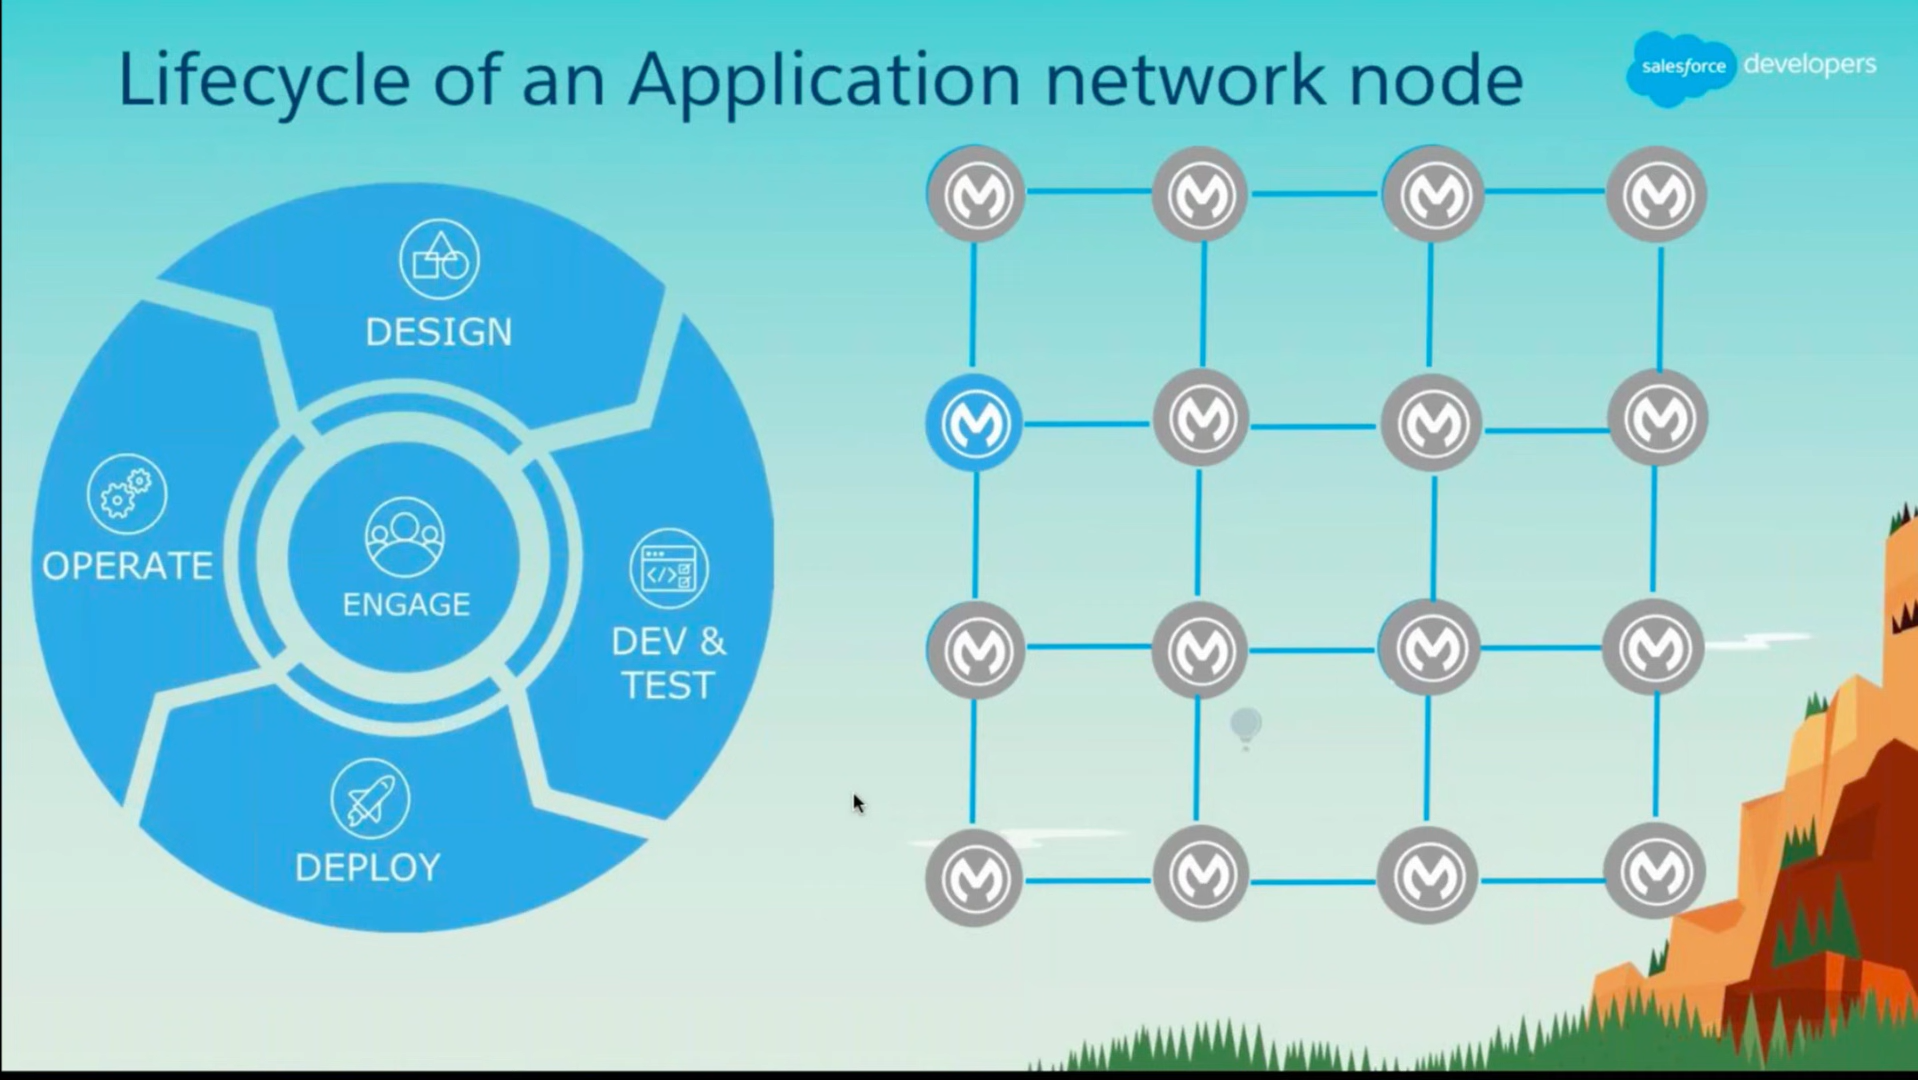 Lifecycle of an Application network node
salesforce developers
DESIGN
OPERATE
ENGAGE
DEV &
TEST
DEPLOY